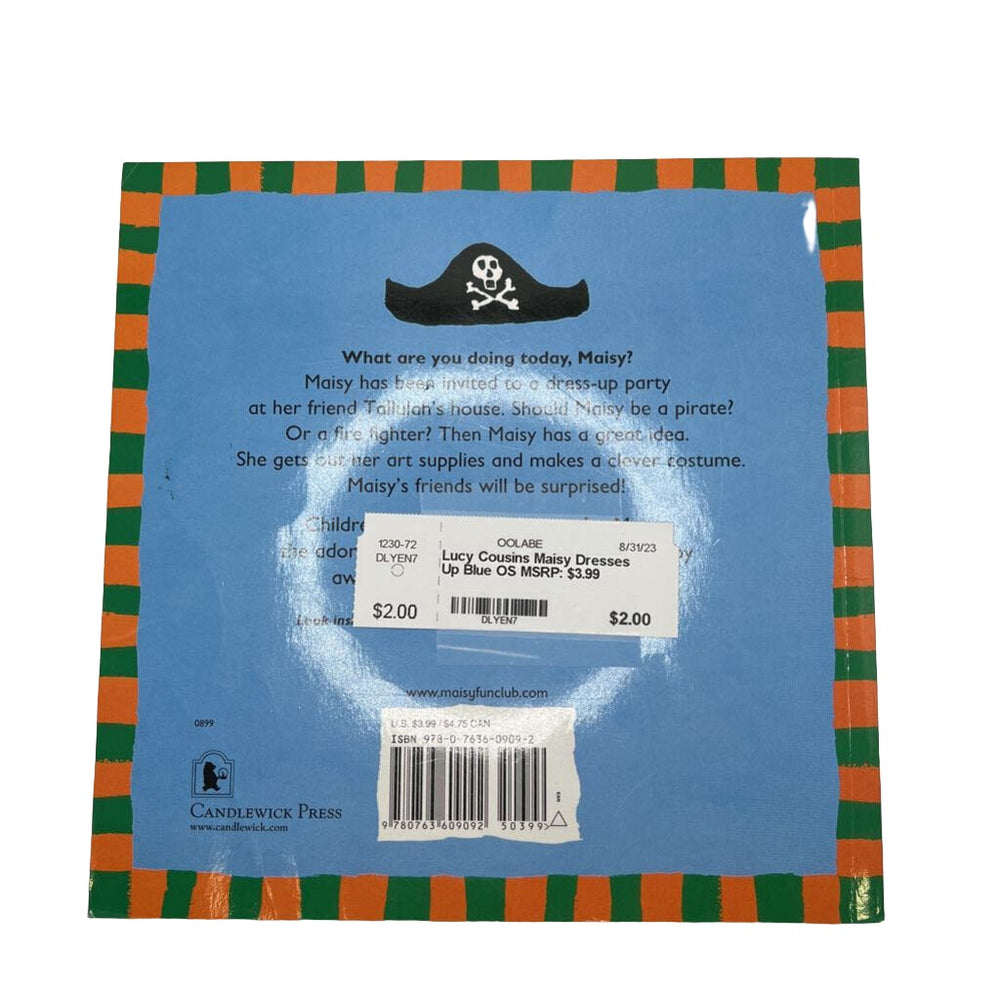 What are you doing today, Maisy?
Maisy has been invited to a dress-up party
at her friend Tallulah's house. Should Maisy be a pirate?
Or a fire fighter? Then Maisy has a great idea.
She gets out her art supplies and makes a clever costume.
Maisy's friends will be surprised!
the
Look
1230-72
DLYEN7
$2.00
OOLABE
8/31/23
Lucy Cousins Maisy Dresses
Up Blue OS MSRP: $3.99
DLYEN7
$2.00
www.maisyfunclub.com
0899
U.S. $3.99 / $4.75 CAN
ISBN 978-0-7636-0909-2
EAN
9 780763 609092
50399>
CANDLEWICK PRESS
www.candlewick.com